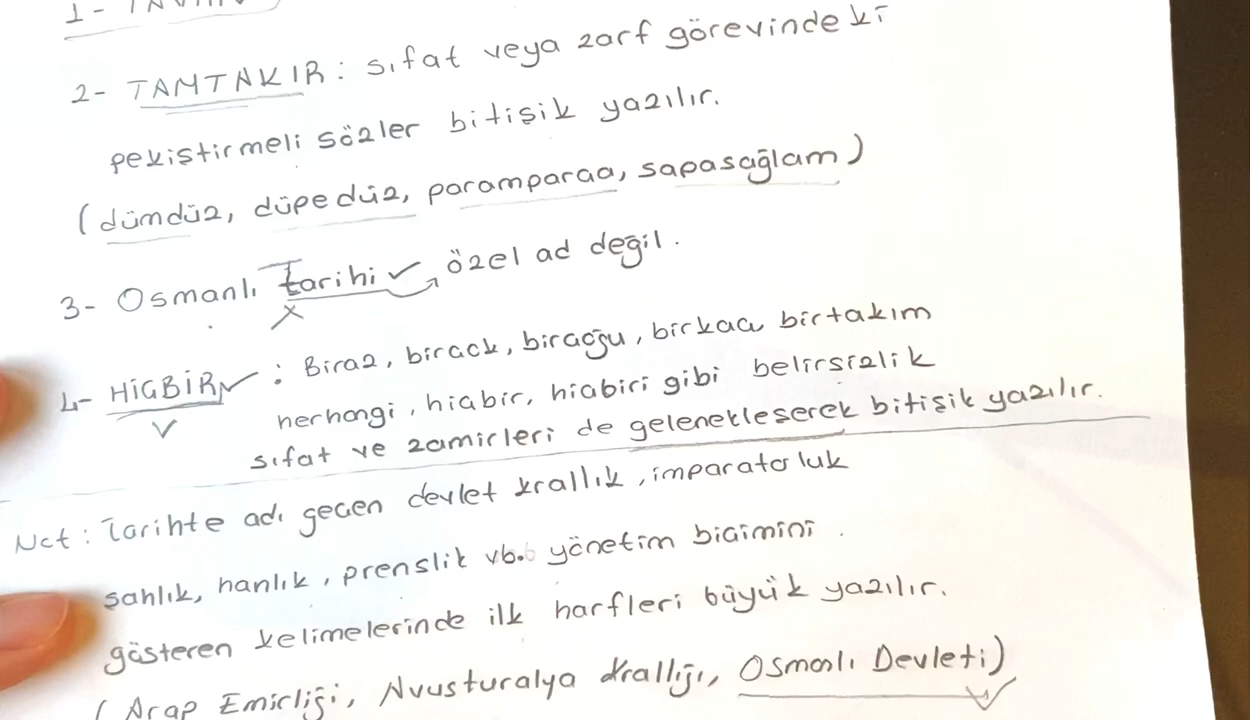 2- TAMTAKIR : sıfat veya zarf görevindeki
pekiştirmeli sözler bitişik yazılır.
(dümdüz, düpedüz, paramparça, sapasağlam)
3- Osmanlı Tarihi özel ad değil.
4- HİÇBİR : Biraz, birçok, birçoğu, birkaç, birtakım
herhangi, hiçbir, hiçbiri gibi belirsizlik
sıfat ve zamirleri de gelenekleşerek bitişik yazılır.
Not : Tarihte adı geçen devlet krallık, imparatorluk
şahlık, hanlık, prenslik vb. yönetim biçimini
gösteren kelimelerinde ilk harfleri büyük yazılır.
(Arap Emirliği, Avusturalya Krallığı, Osmanlı Devleti)